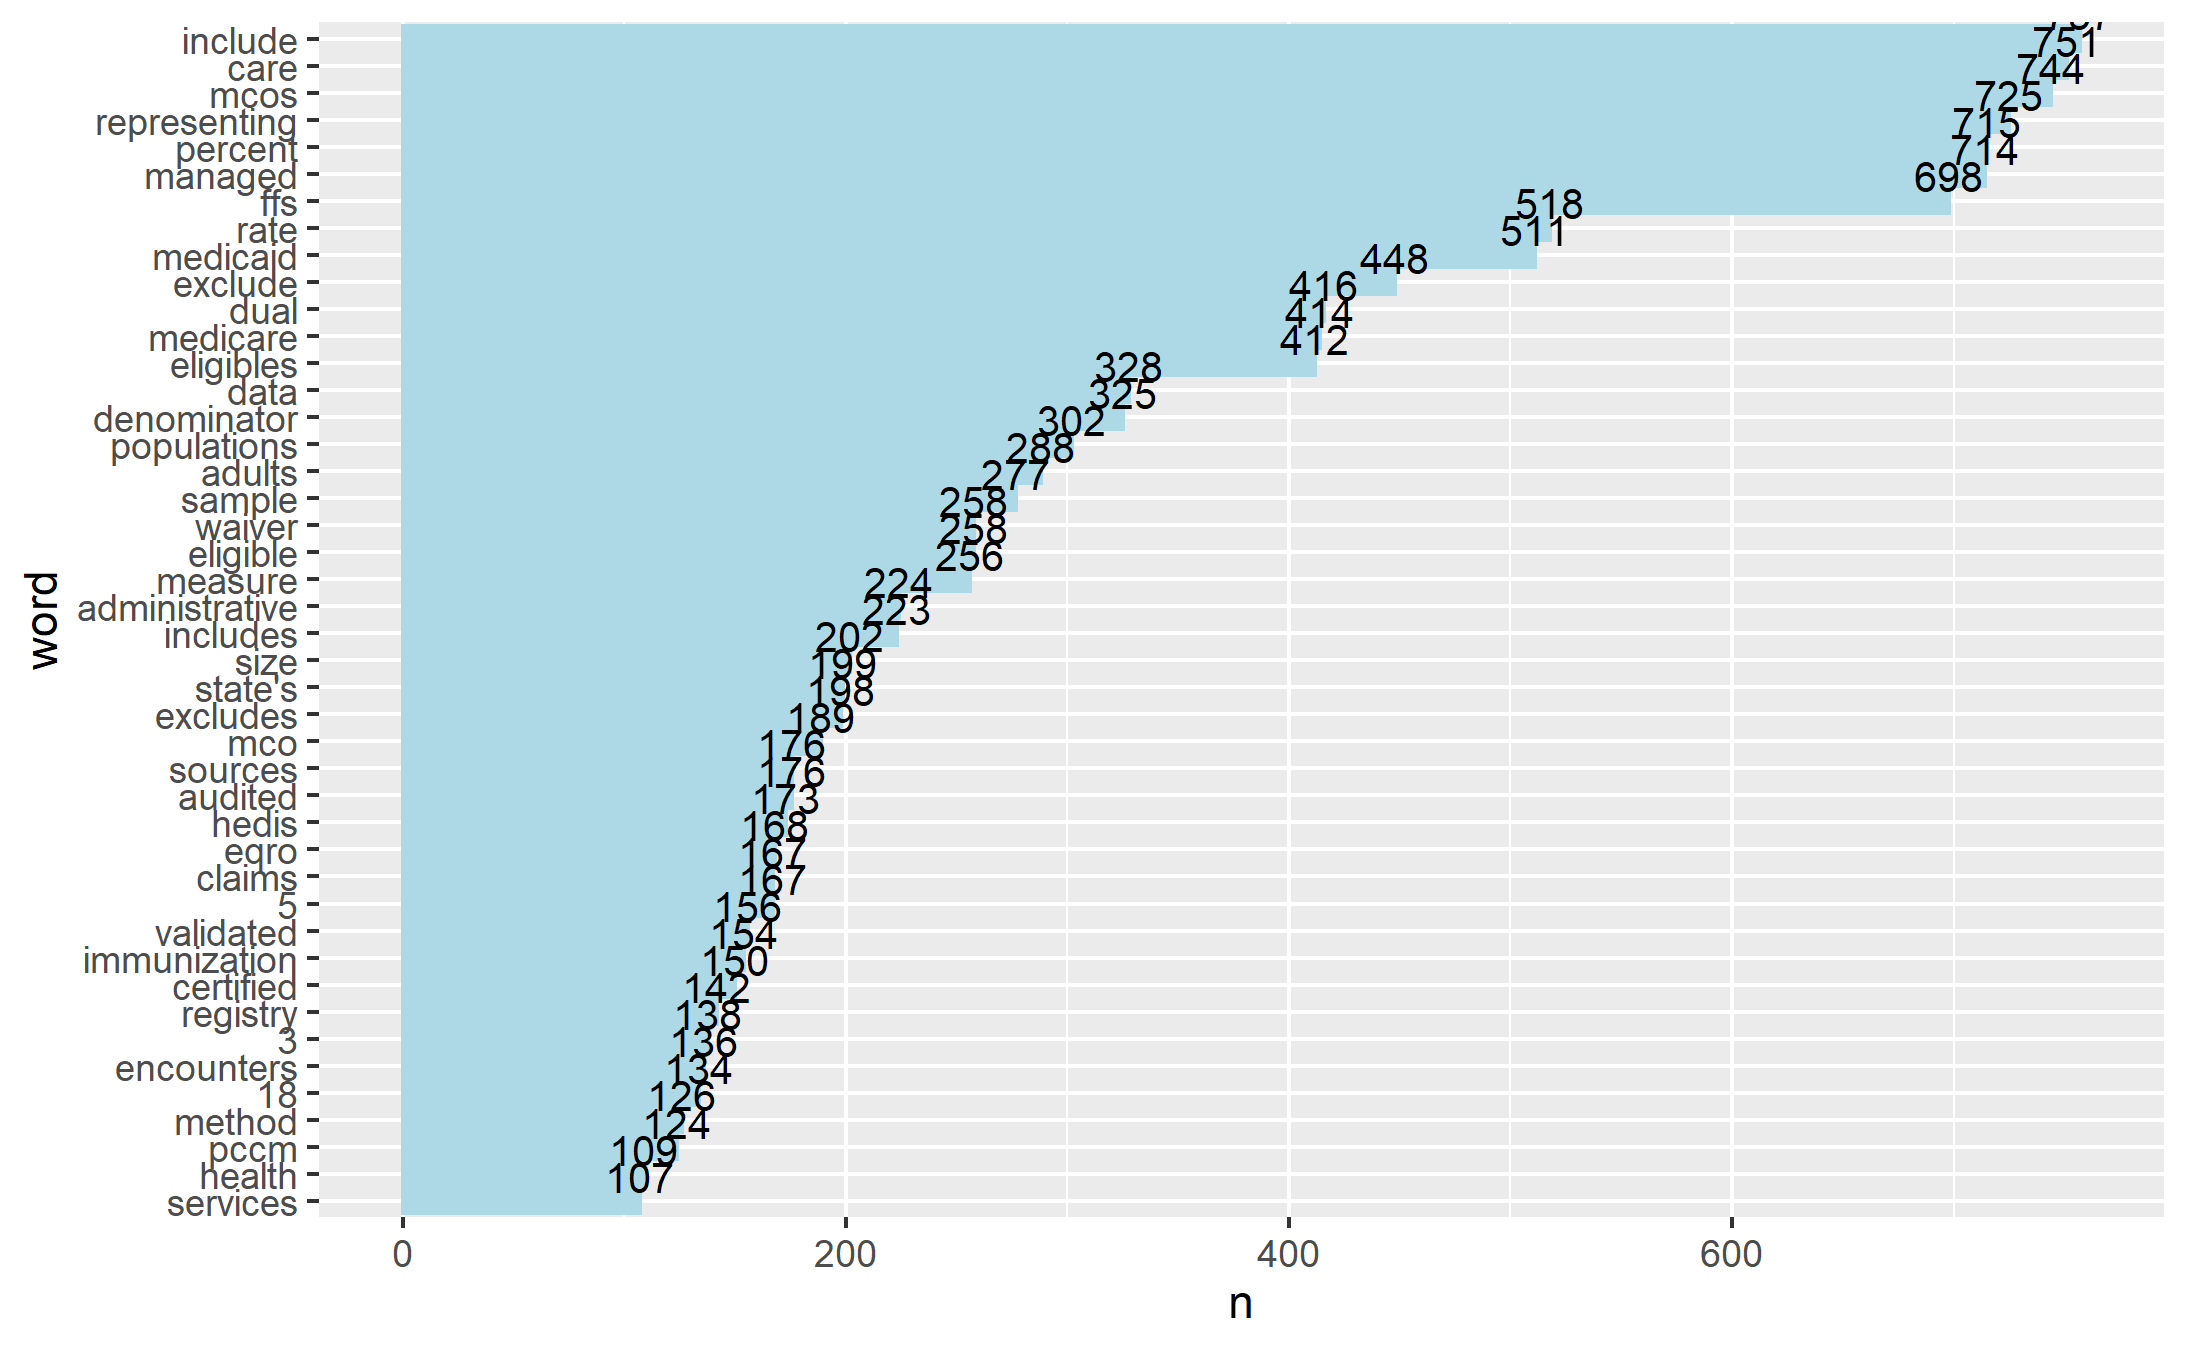 include
care
mcos
representing
percent
managed
ffs
rate
medicaid
exclude
dual
medicare
eligibles
data
denominator
populations
adults
sample
waiver
eligible
measure
administrative
includes
size
state's
excludes
mco
sources
audited
hedis
eqro
claims
5
validated
immunization
certified
registry
3
encounters
18
method
pccm
health
services
751
744
725
715
714
698
518
511
448
416
414
412
328
325
302
288
277
258
258
256
224
223
202
199
198
189
176
176
173
168
167
167
156
154
150
142
138
136
134
126
124
109
107
word
0 200 400 600
n